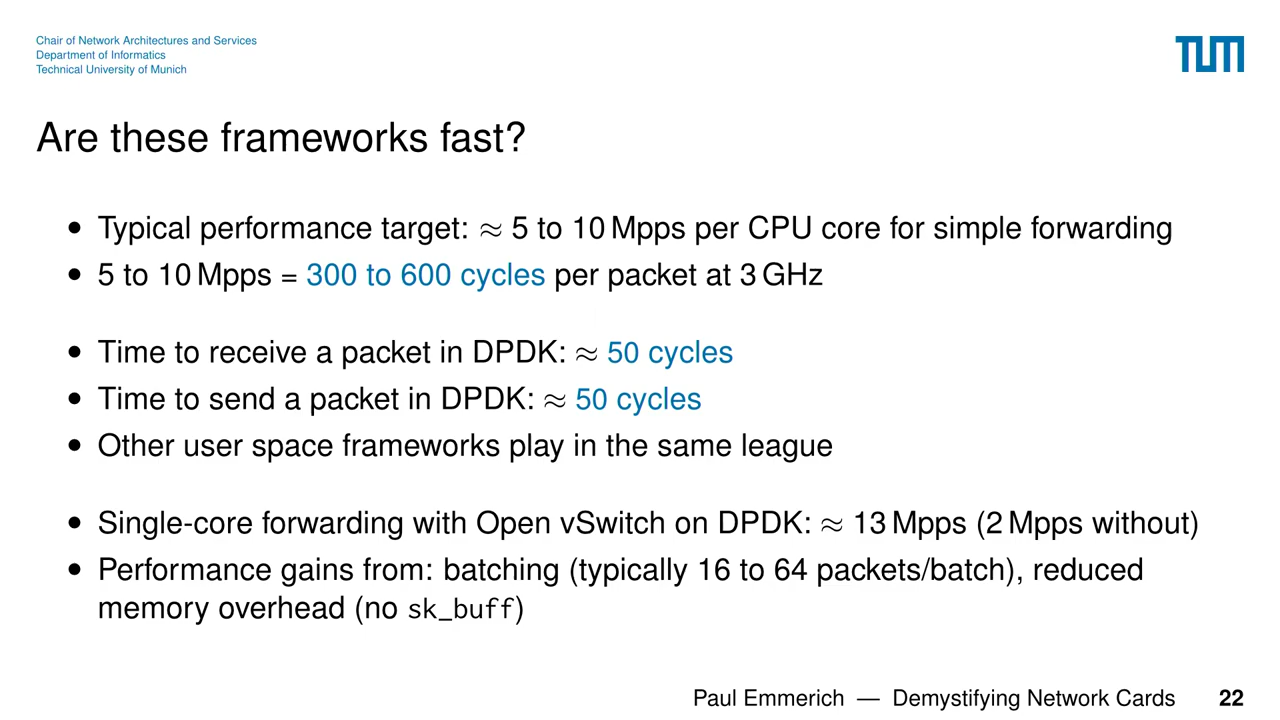 Chair of Network Architectures and Services
Department of Informatics
Technical University of Munich
TUM
Are these frameworks fast?
• Typical performance target: ≈ 5 to 10 Mpps per CPU core for simple forwarding
• 5 to 10 Mpps = 300 to 600 cycles per packet at 3 GHz
• Time to receive a packet in DPDK: ≈ 50 cycles
• Time to send a packet in DPDK: ≈ 50 cycles
• Other user space frameworks play in the same league
• Single-core forwarding with Open vSwitch on DPDK: ≈ 13 Mpps (2 Mpps without)
• Performance gains from: batching (typically 16 to 64 packets/batch), reduced
memory overhead (no sk_buff)
Paul Emmerich — Demystifying Network Cards 22